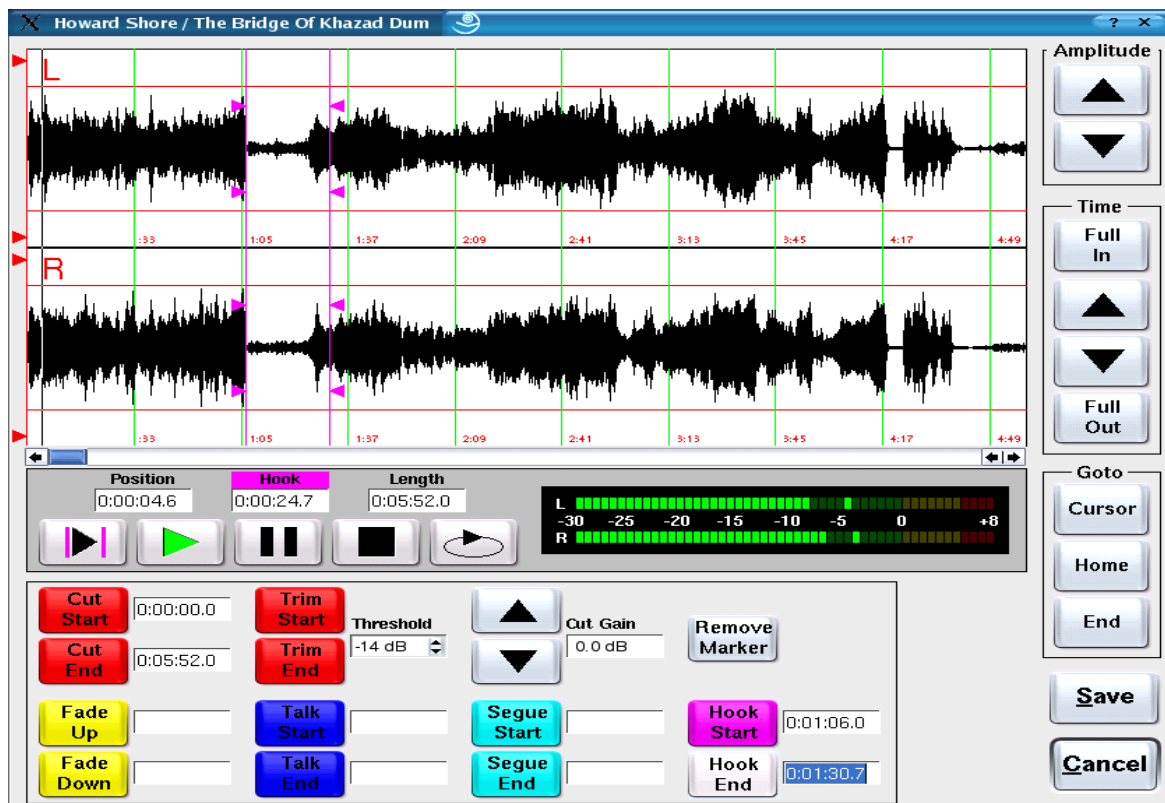 Howard Shore / The Bridge Of Khazad Dum
?
Amplitude
L
:33 1:05 1:37 2:09 2:41 3:13 3:45 4:17 4:49
R
:33 1:05 1:37 2:09 2:41 3:13 3:45 4:17 4:49
Time
Full
In
Full
Out
Position Hook Length
0:00:04.6 0:00:24.7 0:05:52.0
L
-30 -25 -20 -15 -10 -5 0 +8
R
Goto
Cursor
Home
End
Cut
Start
0:00:00.0
Cut
End
0:05:52.0
Trim
Start
Trim
End
Threshold
-14 dB
Cut Gain
0.0 dB
Remove
Marker
Fade
Up
Fade
Down
Talk
Start
Talk
End
Segue
Start
Segue
End
Hook
Start
0:01:06.0
Hook
End
0:01:30.7
Save
Cancel